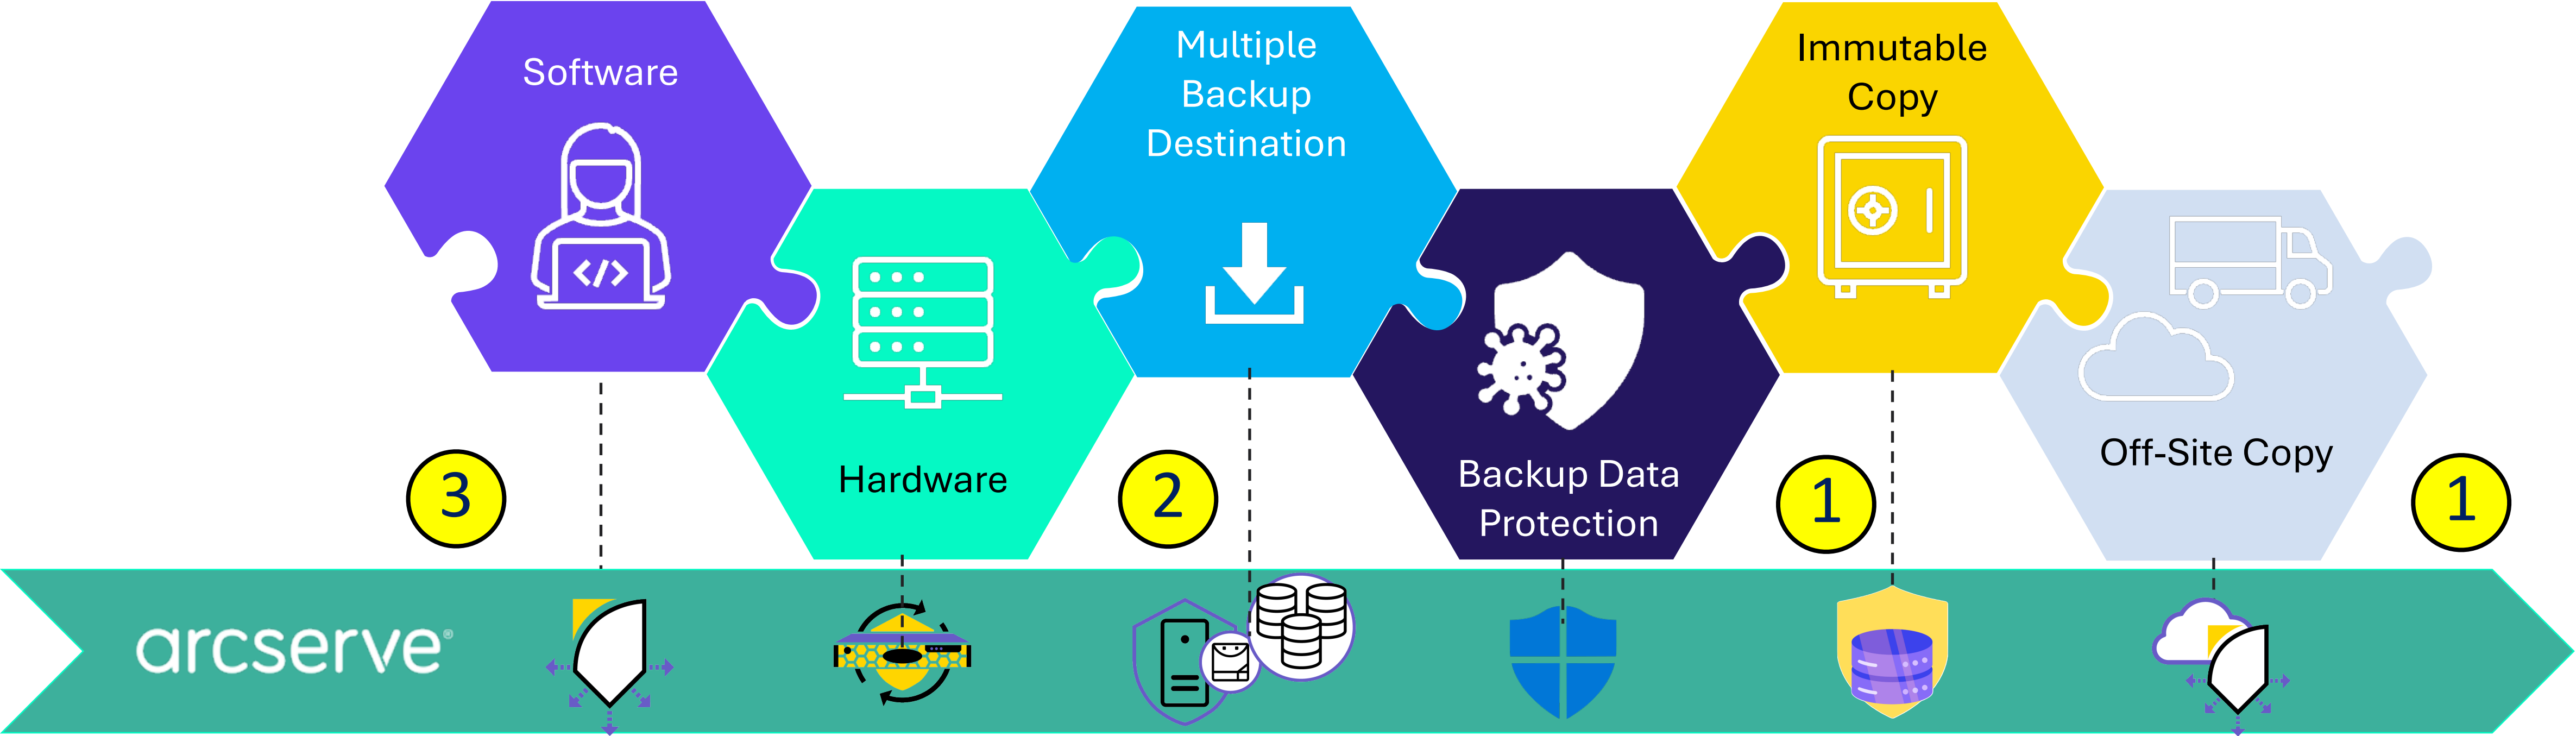 Software
Hardware
Multiple
Backup
Destination
Backup Data
Protection
Immutable
Copy
Off-Site Copy
3
2
1
1
arcserve®